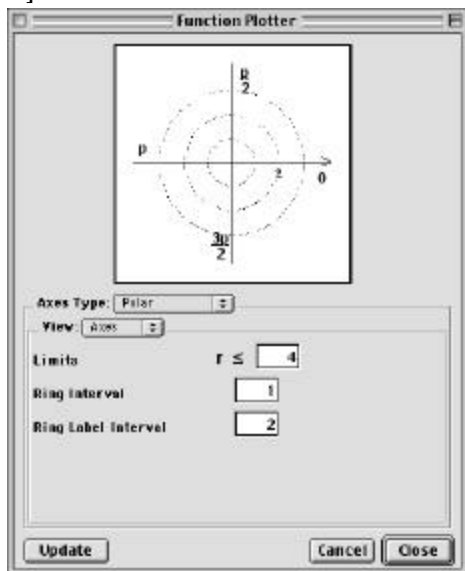 Function Plotter
p
2
p
2
0
3p
2
Axes Type: Polar
View: Axes
Limits r ≤ 4
Ring Interval 1
Ring Label Interval 2
Update Cancel Close